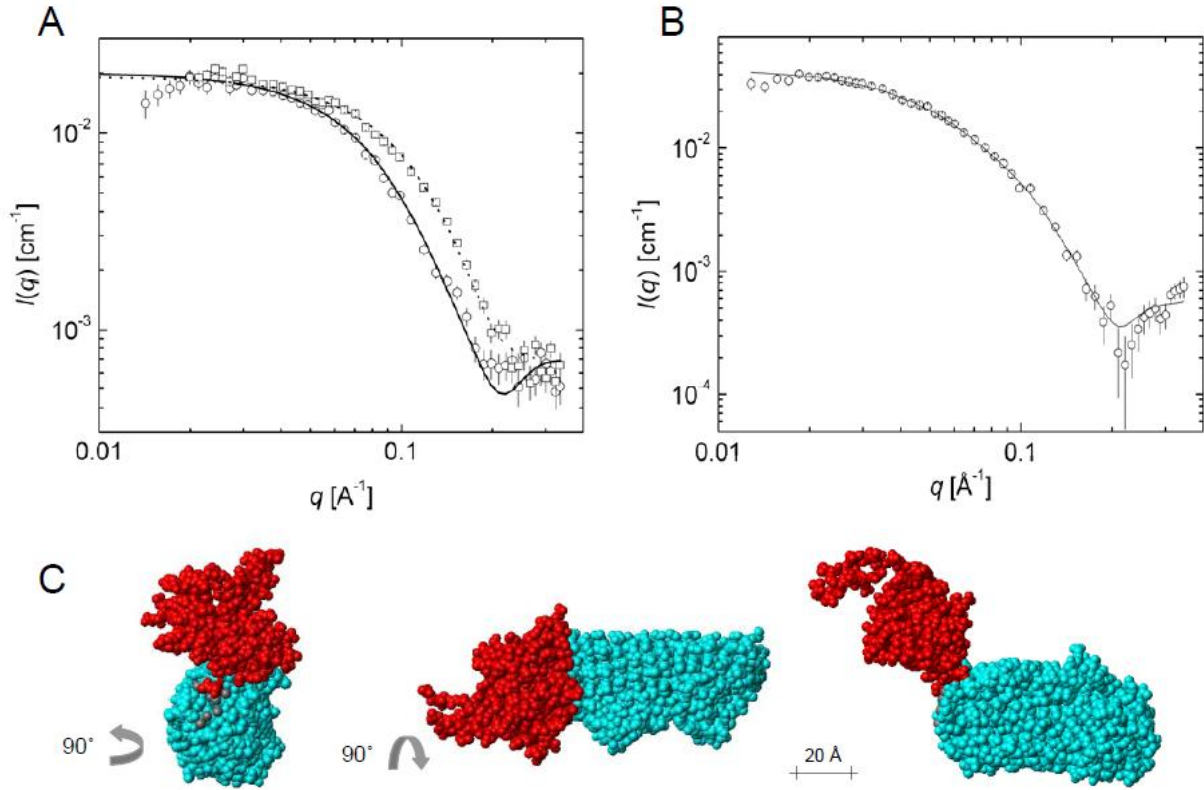 A
B
10⁻²
10⁻³
I(q) [cm⁻¹]
0.01
0.1
q [A⁻¹]
10⁻²
10⁻³
10⁻⁴
I(q) [cm⁻¹]
0.01
0.1
q [Å⁻¹]
C
90°
90°
20 Å